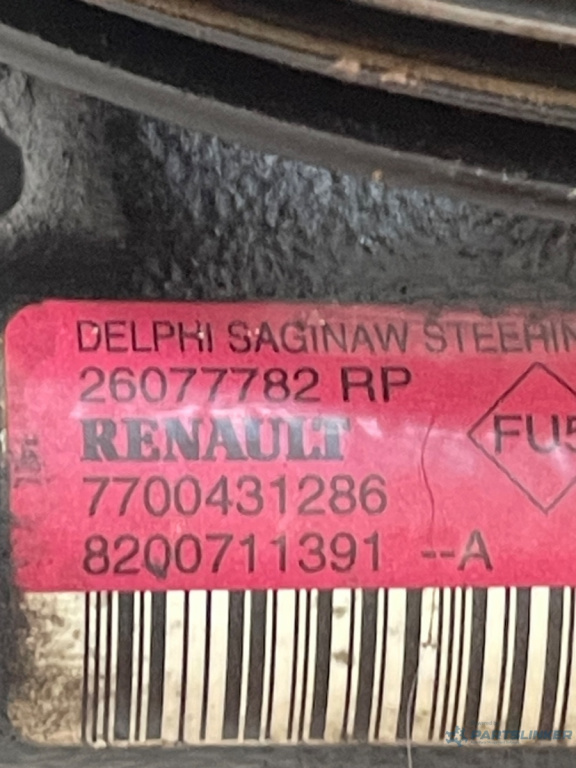 DELPHI SAGINAW STEERIN
26077782 RP
RENAULT
FU5
7700431286
8200711391 --A